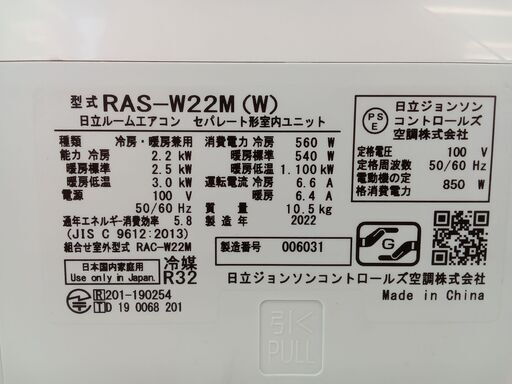 型式 RAS-W22M(W)
日立ルームエアコン セパレート形室内ユニット
種類 冷房・暖房兼用
能力 冷房 2.2 kW
暖房標準 2.5 kW
暖房低温 3.0 kW
電源 100 V
50/60 Hz
通年エネルギー消費効率 5.8
(JIS C 9612:2013)
組合せ室外型式 RAC-W22M
消費電力 冷房 560 W
暖房標準 540 W
暖房低温 1.100 kW
運転電流 冷房 6.6 A
暖房 6.4 A
質量 10.5 kg
製造年 2022
製造番号 006031
日本国内家庭用
Use only in Japan
冷媒
R32
R 201-190254
T D 19 0068 201
PS
E
日立ジョンソン
コントロールズ
空調株式会社
定格電圧 100 V
定格周波数 50/60 Hz
電動機の定
格消費電力 850 W
G
日立ジョンソンコントロールズ空調株式会社
Made in China
引く
PULL